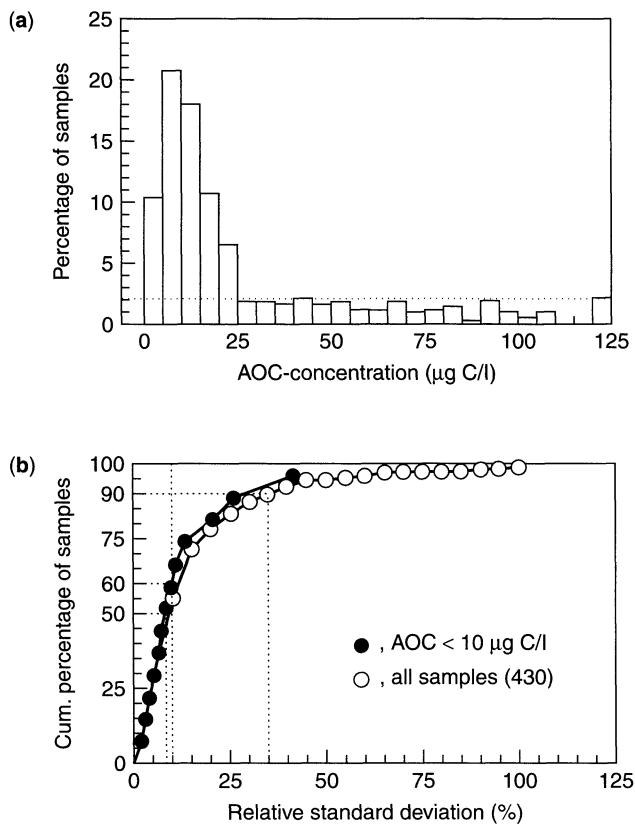 (a)
Percentage of samples
25
20
15
10
5
0
0 25 50 75 100 125
AOC-concentration (μg C/l)
(b)
Cum. percentage of samples
100
90
75
60
50
25
0
, AOC < 10 μg C/l
, all samples (430)
0 25 50 75 100 125
Relative standard deviation (%)